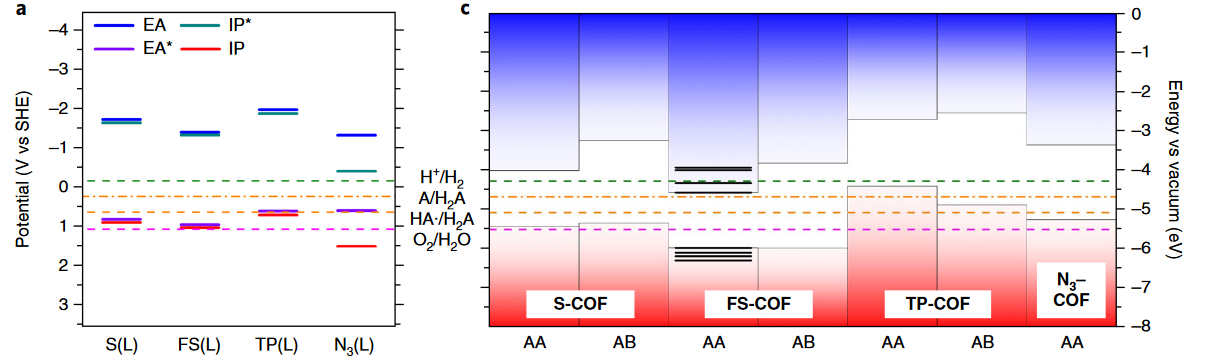 a
EA IP*
EA* IP
Potential (V vs SHE)
–4
–3
–2
–1
0
1
2
3
S(L) FS(L) TP(L) N3(L)
c
H+/H2
A/H2A
HA·/H2A
O2/H2O
S-COF FS-COF TP-COF N3–
COF
AA AB AA AB AA AB AA
0
–1
–2
–3
–4
–5
–6
–7
–8
Energy vs vacuum (eV)